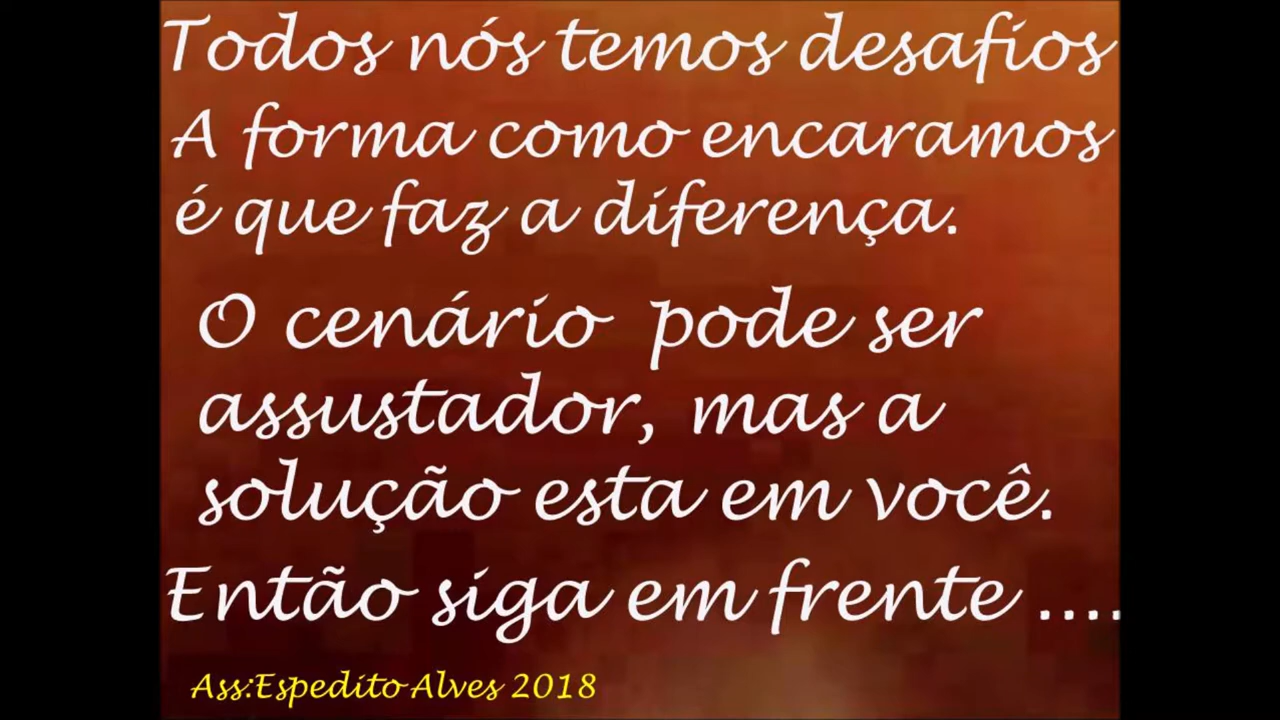 Todos nós temos desafios
A forma como encaramos
é que faz a diferença.
O cenário pode ser
assustador, mas a
solução esta em você.
Então siga em frente ....
Ass:Espedito Alves 2018